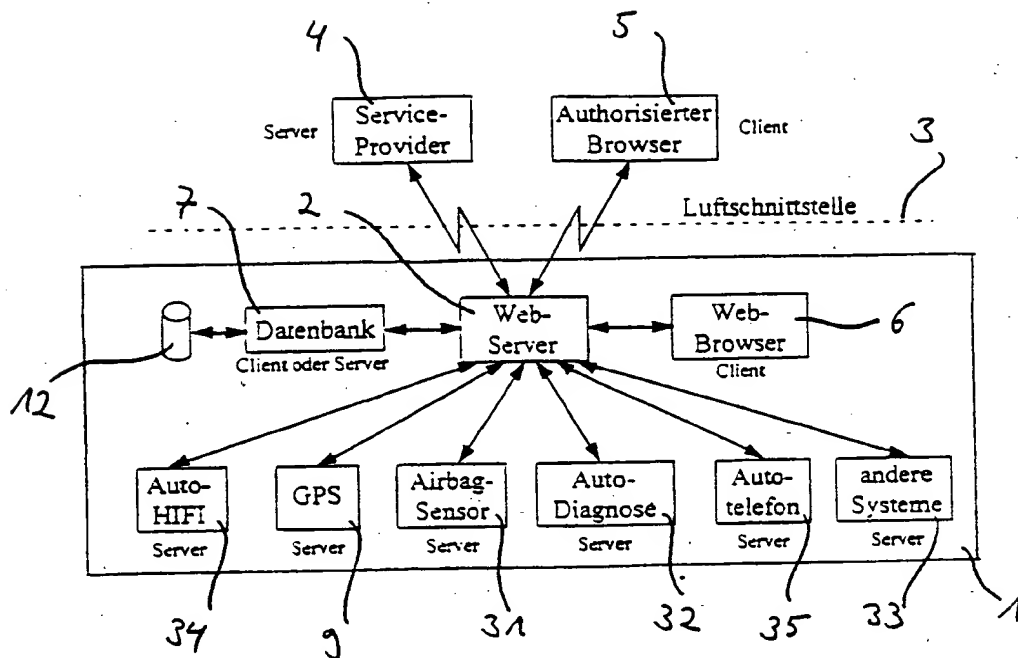 4
5
Service-
Provider
Server
Authorisierter
Browser
Client
3
Luftschnittstelle
7
2
12
Datenbank
Client oder Server
Web-
Server
Web-
Browser
Client
6
Auto-
HIFI
Server
GPS
Server
Airbag-
Sensor
Server
Auto-
Diagnose
Server
Auto-
telefon
Server
andere
Systeme
Server
34
9
31
32
35
33
1